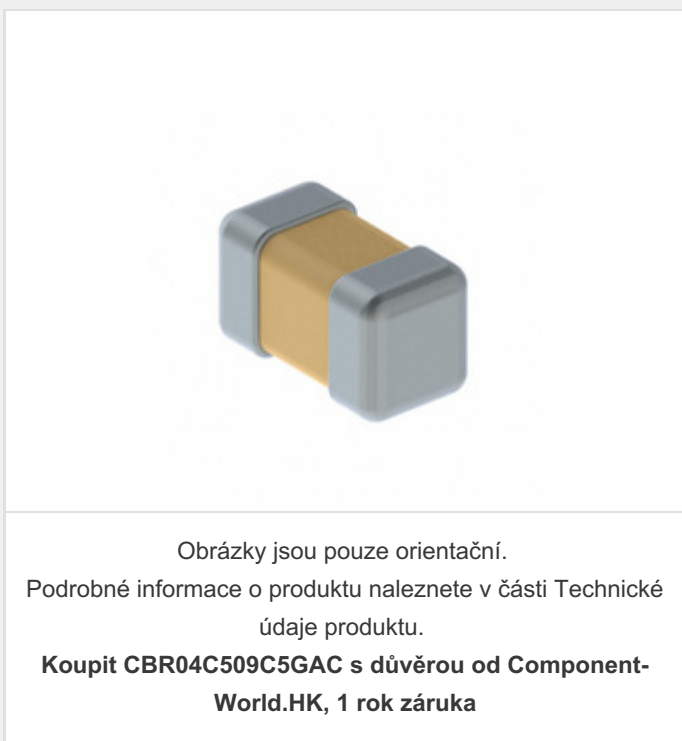 Obrázky jsou pouze orientační.
Podrobné informace o produktu naleznete v části Technické
údaje produktu.
Koupit CBR04C509C5GAC s důvěrou od Component-
World.HK, 1 rok záruka